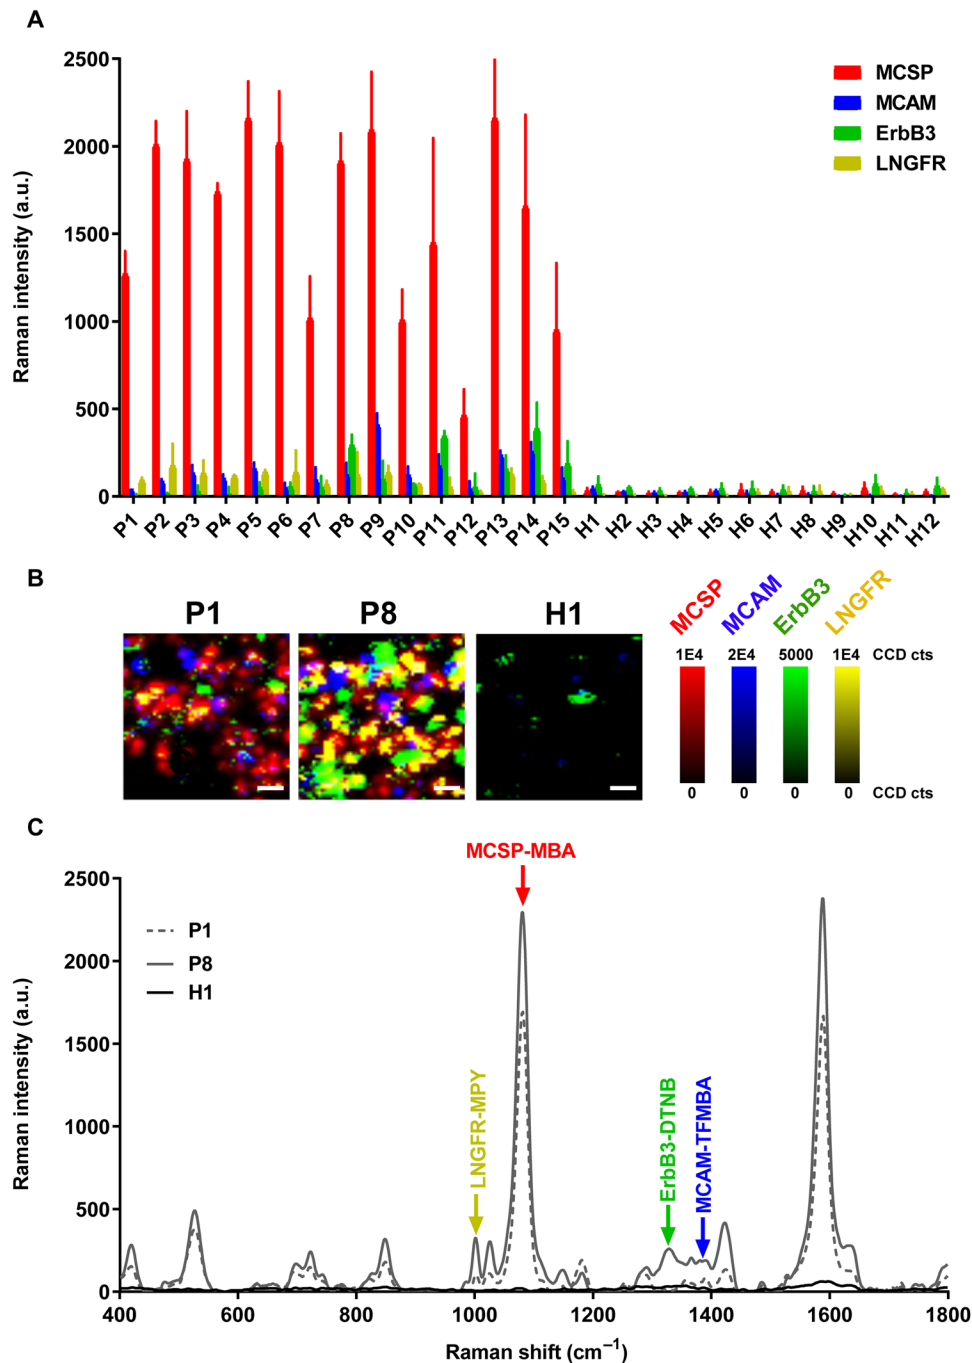 A
2500
2000
1500
1000
500
0
Raman intensity (a.u.)
MCSP
MCAM
ErbB3
LNGFR
P1 P2 P3 P4 P5 P6 P7 P8 P9 P10 P11 P12 P13 P14 P15 H1 H2 H3 H4 H5 H6 H7 H8 H9 H10 H11 H12
B
P1 P8 H1
MCSP MCAM ErbB3 LNGFR
1E4 2E4 5000 1E4 CCD cts
0 0 0 0 CCD cts
C
MCSP-MBA
LNGFR-MPY
ErbB3-DTNB
MCAM-TFMBA
P1
P8
H1
2500
2000
1500
1000
500
0
Raman intensity (a.u.)
400 600 800 1000 1200 1400 1600 1800
Raman shift (cm⁻¹)